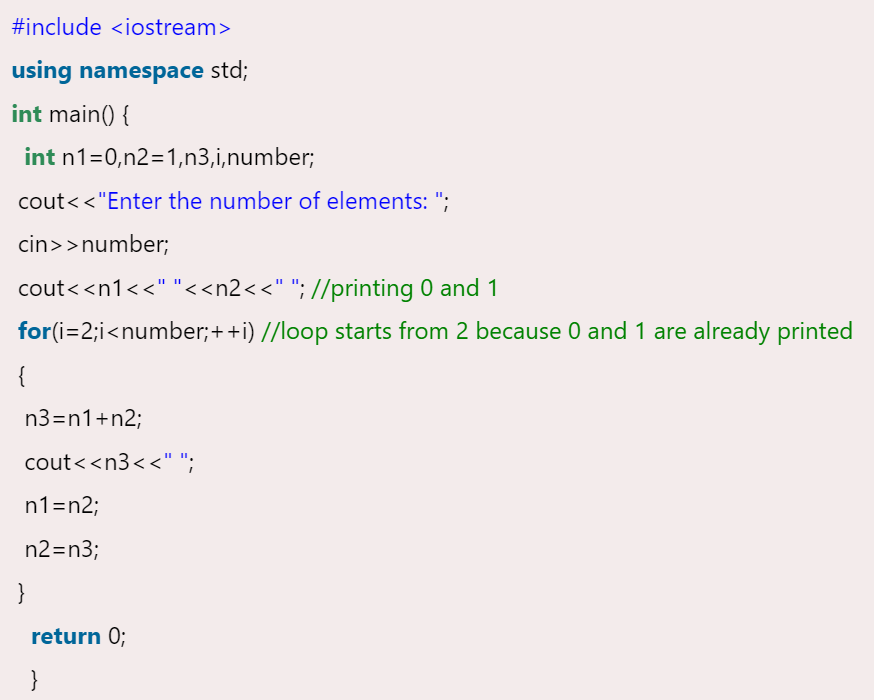 #include <iostream>
using namespace std;
int main() {
int n1=0,n2=1,n3,i,number;
cout<<"Enter the number of elements: ";
cin>>number;
cout<<n1<<" "<<n2<<" "; //printing 0 and 1
for(i=2;i<number;++i) //loop starts from 2 because 0 and 1 are already printed
{
n3=n1+n2;
cout<<n3<<" ";
n1=n2;
n2=n3;
}
return 0;
}